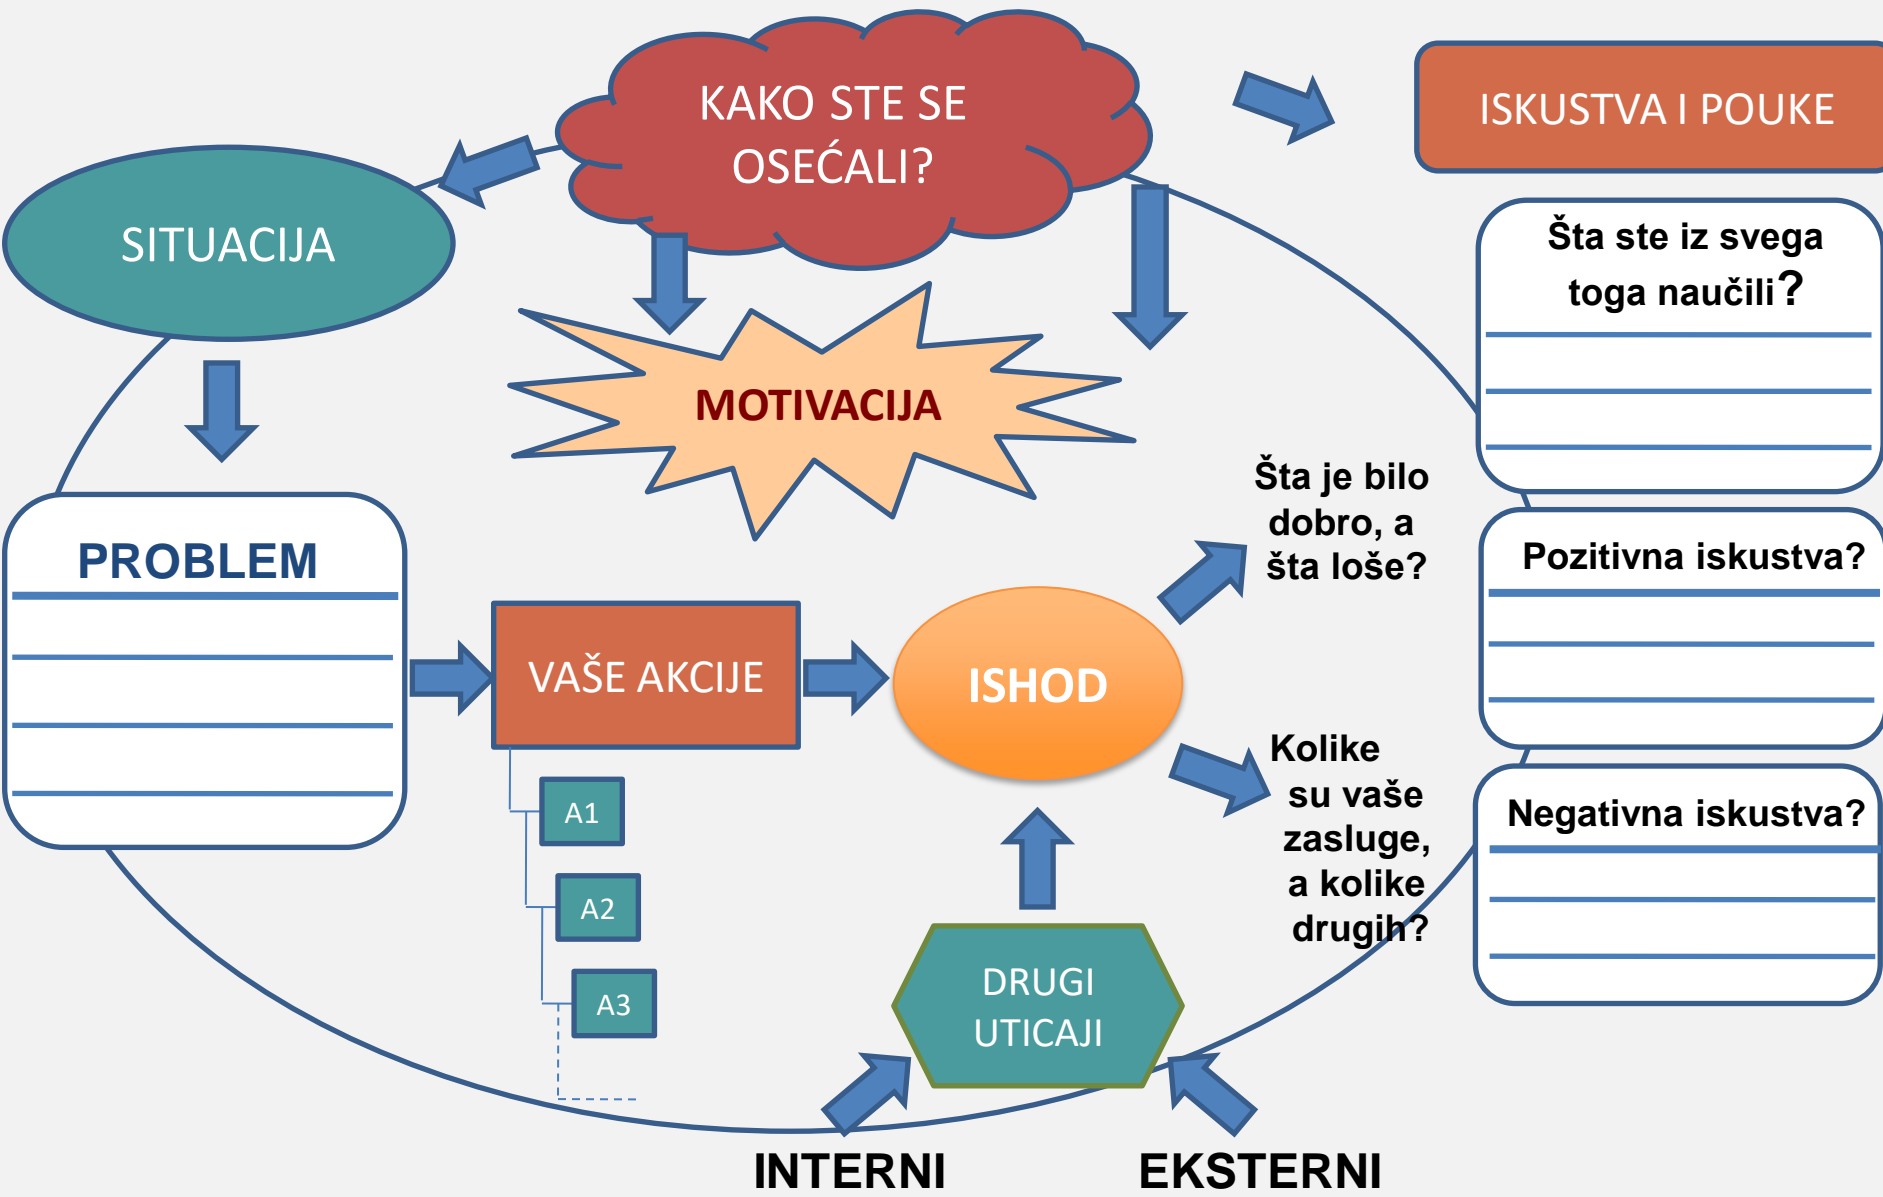 KAKO STE SE
OSEĆALI?
ISKUSTVA I POUKE
SITUACIJA
Šta ste iz svega
toga naučili?
MOTIVACIJA
Šta je bilo
dobro, a
šta loše?
PROBLEM
Pozitivna iskustva?
VAŠE AKCIJE
ISHOD
A1
A2
A3
Kolike
su vaše
zasluge,
a kolike
drugih?
Negativna iskustva?
DRUGI
UTICAJI
INTERNI
EKSTERNI